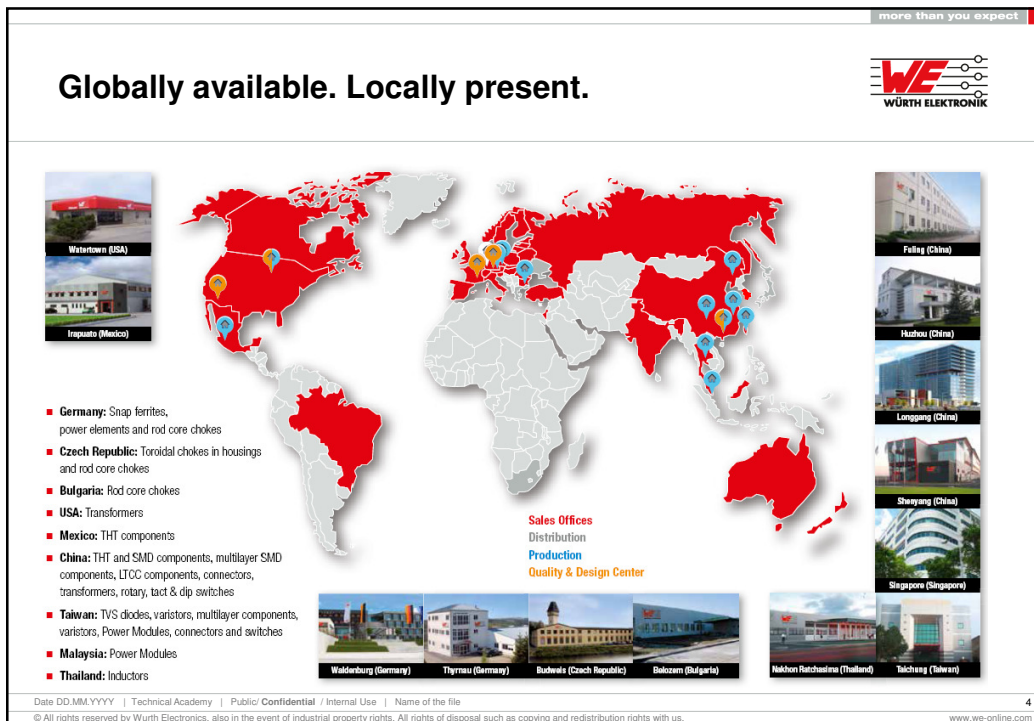 more than you expect
Globally available. Locally present.
WE
WÜRTH ELEKTRONIK
Watertown (USA)
Irapuato (Mexico)
Fuling (China)
Huzhou (China)
Longgang (China)
Shenyang (China)
Singapore (Singapore)
■ Germany: Snap ferrites,
power elements and rod core chokes
■ Czech Republic: Toroidal chokes in housings
and rod core chokes
■ Bulgaria: Rod core chokes
■ USA: Transformers
■ Mexico: THT components
■ China: THT and SMD components, multilayer SMD
components, LTCC components, connectors,
transformers, rotary, tact & dip switches
■ Taiwan: TVS diodes, varistors, multilayer components,
varistors, Power Modules, connectors and switches
■ Malaysia: Power Modules
■ Thailand: Inductors
Sales Offices
Distribution
Production
Quality & Design Center
Waldenburg (Germany)
Thyrnau (Germany)
Budweis (Czech Republic)
Belozem (Bulgaria)
Nakhon Ratchasima (Thailand)
Taichung (Taiwan)
Date DD.MM.YYYY | Technical Academy | Public/ Confidential / Internal Use | Name of the file
4
© All rights reserved by Wurth Electronics, also in the event of industrial property rights. All rights of disposal such as copying and redistribution rights with us.
www.we-online.com